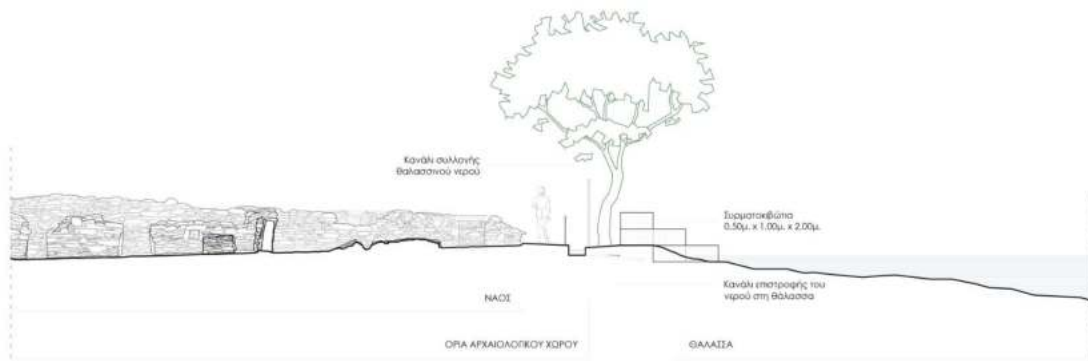 Κανάλι συλλογής
θαλασσινού νερού
Συρματοκιβώτια
0.50μ. x 1.00μ. x 2.00μ.
Κανάλι επιστροφής του
νερού στη θάλασσα
ΝΑΟΣ
ΟΡΙΑ ΑΡΧΑΙΟΛΟΓΙΚΟΥ ΧΩΡΟΥ
ΘΑΛΑΣΣΑ